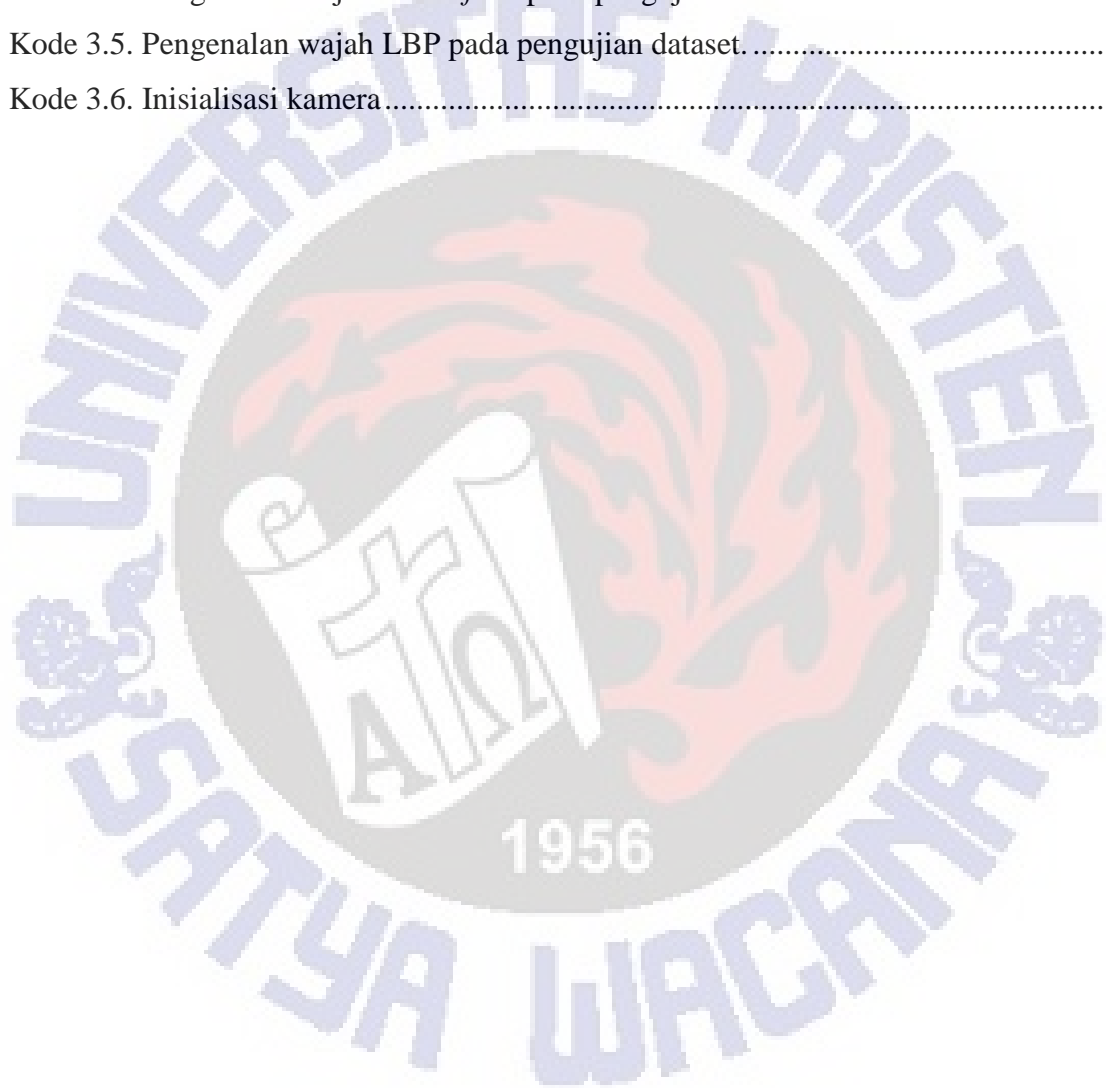 Kode 3.5. Pengenalan wajah LBP pada pengujian dataset. ......................................
Kode 3.6. Inisialisasi kamera ..........................................................................................
UNIVERSITAS KRISTEN
Α Ω
1956
SATYA WACANA